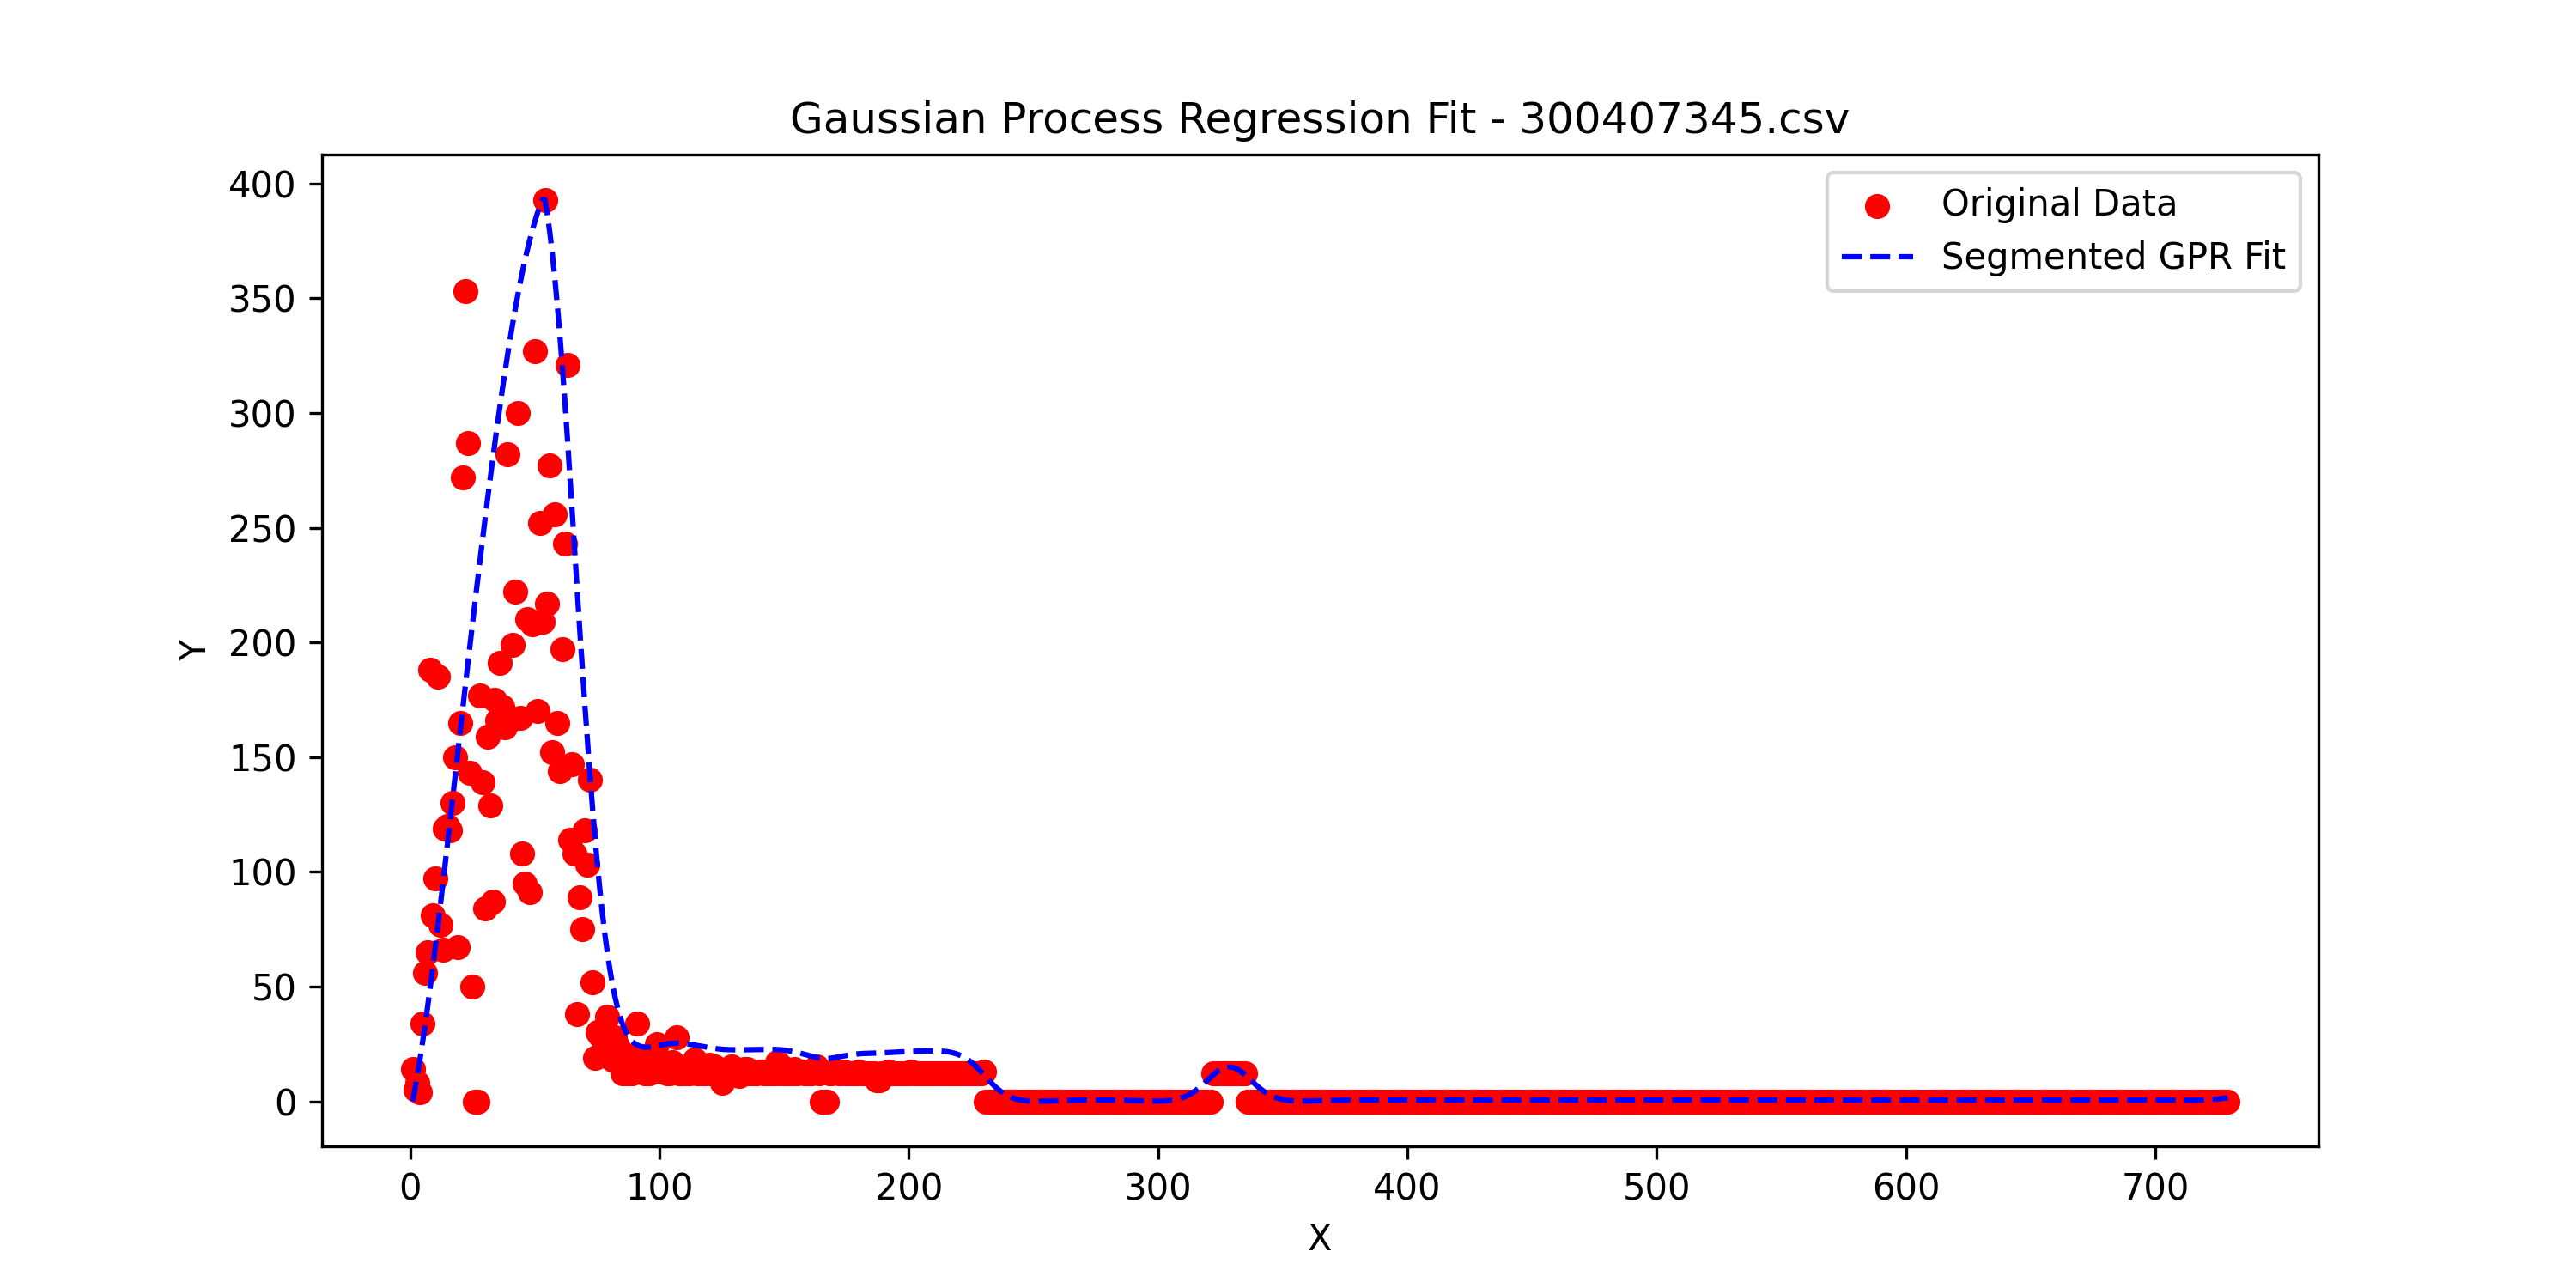 Gaussian Process Regression Fit - 300407345.csv
Original Data
Segmented GPR Fit
400
350
300
250
200
150
100
50
0
Y
0 100 200 300 400 500 600 700
X